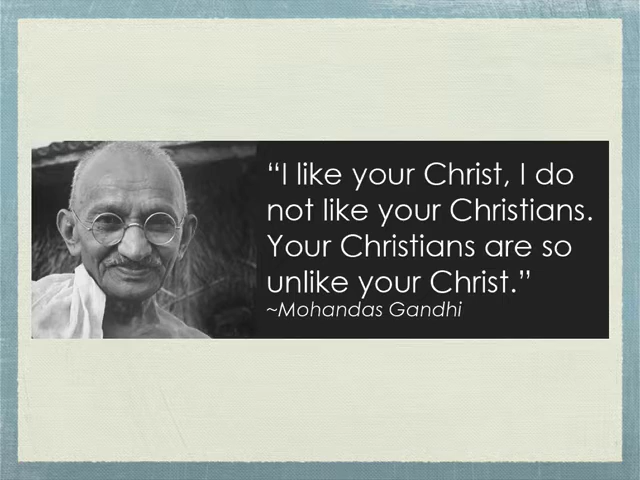 “I like your Christ, I do
not like your Christians.
Your Christians are so
unlike your Christ.”
~Mohandas Gandhi